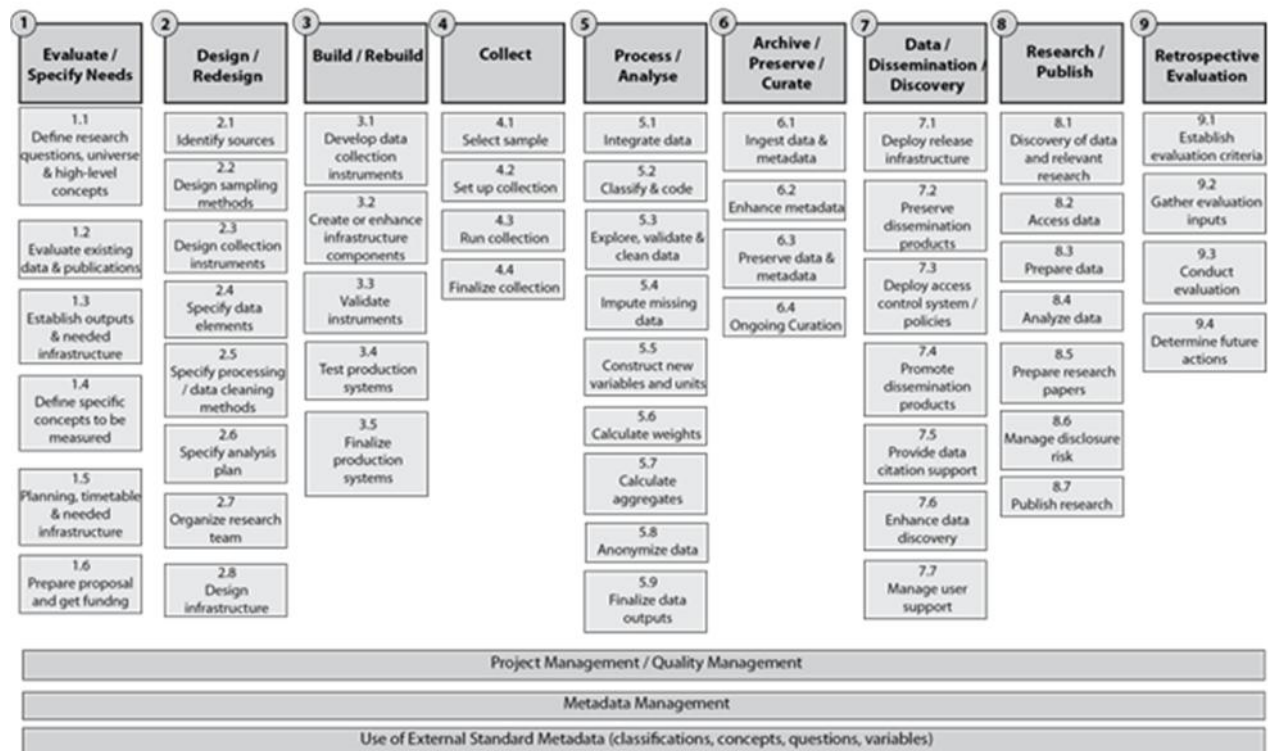 1
Evaluate /
Specify Needs
1.1
Define research
questions, universe
& high-level
concepts
1.2
Evaluate existing
data & publications
1.3
Establish outputs
& needed
infrastructure
1.4
Define specific
concepts to be
measured
1.5
Planning, timetable
& needed
infrastructure
1.6
Prepare proposal
and get fundng
2
Design /
Redesign
2.1
Identify sources
2.2
Design sampling
methods
2.3
Design collection
instruments
2.4
Specify data
elements
2.5
Specify processing
/ data cleaning
methods
2.6
Specify analysis
plan
2.7
Organize research
team
2.8
Design
infrastructure
3
Build / Rebuild
3.1
Develop data
collection
instruments
3.2
Create or enhance
infrastructure
components
3.3
Validate
instruments
3.4
Test production
systems
3.5
Finalize
production
systems
4
Collect
4.1
Select sample
4.2
Set up collection
4.3
Run collection
4.4
Finalize collection
5
Process /
Analyse
5.1
Integrate data
5.2
Classify & code
5.3
Explore, validate &
clean data
5.4
Impute missing
data
5.5
Construct new
variables and units
5.6
Calculate weights
5.7
Calculate
aggregates
5.8
Anonymize data
5.9
Finalize data
outputs
6
Archive /
Preserve /
Curate
6.1
Ingest data &
metadata
6.2
Enhance metadata
6.3
Preserve data &
metadata
6.4
Ongoing Curation
7
Data /
Dissemination /
Discovery
7.1
Deploy release
infrastructure
7.2
Preserve
dissemination
products
7.3
Deploy access
control system /
policies
7.4
Promote
dissemination
products
7.5
Provide data
citation support
7.6
Enhance data
discovery
7.7
Manage user
support
8
Research /
Publish
8.1
Discovery of data
and relevant
research
8.2
Access data
8.3
Prepare data
8.4
Analyze data
8.5
Prepare research
papers
8.6
Manage disclosure
risk
8.7
Publish research
9
Retrospective
Evaluation
9.1
Establish
evaluation criteria
9.2
Gather evaluation
inputs
9.3
Conduct
evaluation
9.4
Determine future
actions
Project Management / Quality Management
Metadata Management
Use of External Standard Metadata (classifications, concepts, questions, variables)